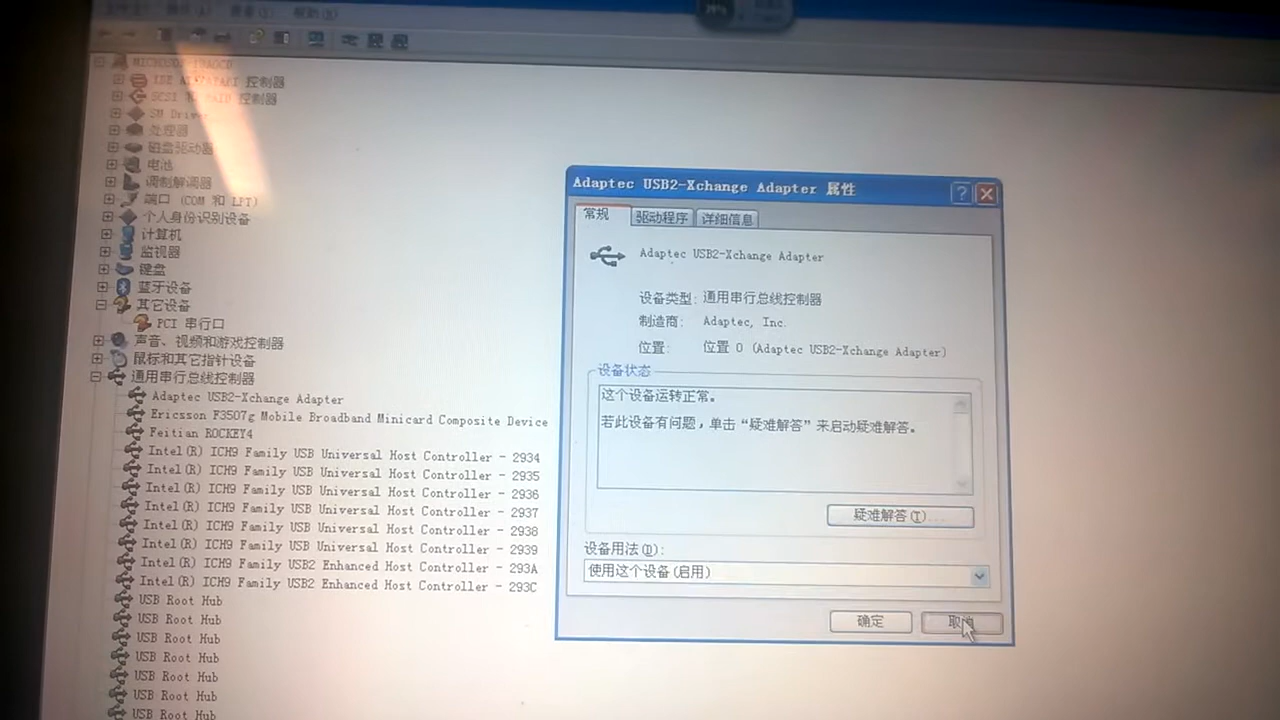 帮助(H)
IDE ATA/ATAPI 控制器
SCSI 和 RAID 控制器
处理器
磁盘驱动器
电池
调制解调器
端口 (COM 和 LPT)
个人身份识别设备
计算机
监视器
键盘
蓝牙设备
其它设备
PCI 串行口
声音、视频和游戏控制器
鼠标和其它指针设备
通用串行总线控制器
Adaptec USB2-Xchange Adapter
Ericsson F3507g Mobile Broadband Minicard Composite Device
Feitian ROCKEY4
Intel(R) ICH9 Family USB Universal Host Controller - 2934
Intel(R) ICH9 Family USB Universal Host Controller - 2935
Intel(R) ICH9 Family USB Universal Host Controller - 2936
Intel(R) ICH9 Family USB Universal Host Controller - 2937
Intel(R) ICH9 Family USB Universal Host Controller - 2938
Intel(R) ICH9 Family USB Universal Host Controller - 2939
Intel(R) ICH9 Family USB2 Enhanced Host Controller - 293A
Intel(R) ICH9 Family USB2 Enhanced Host Controller - 293C
USB Root Hub
USB Root Hub
USB Root Hub
USB Root Hub
USB Root Hub
USB Root Hub
USB Root Hub
Adaptec USB2-Xchange Adapter 属性
常规 驱动程序 详细信息
Adaptec USB2-Xchange Adapter
设备类型: 通用串行总线控制器
制造商: Adaptec, Inc.
位置: 位置 0 (Adaptec USB2-Xchange Adapter)
设备状态
这个设备运转正常。
若此设备有问题，单击“疑难解答”来启动疑难解答。
疑难解答(T)...
设备用法(D):
使用这个设备(启用)
确定 取消